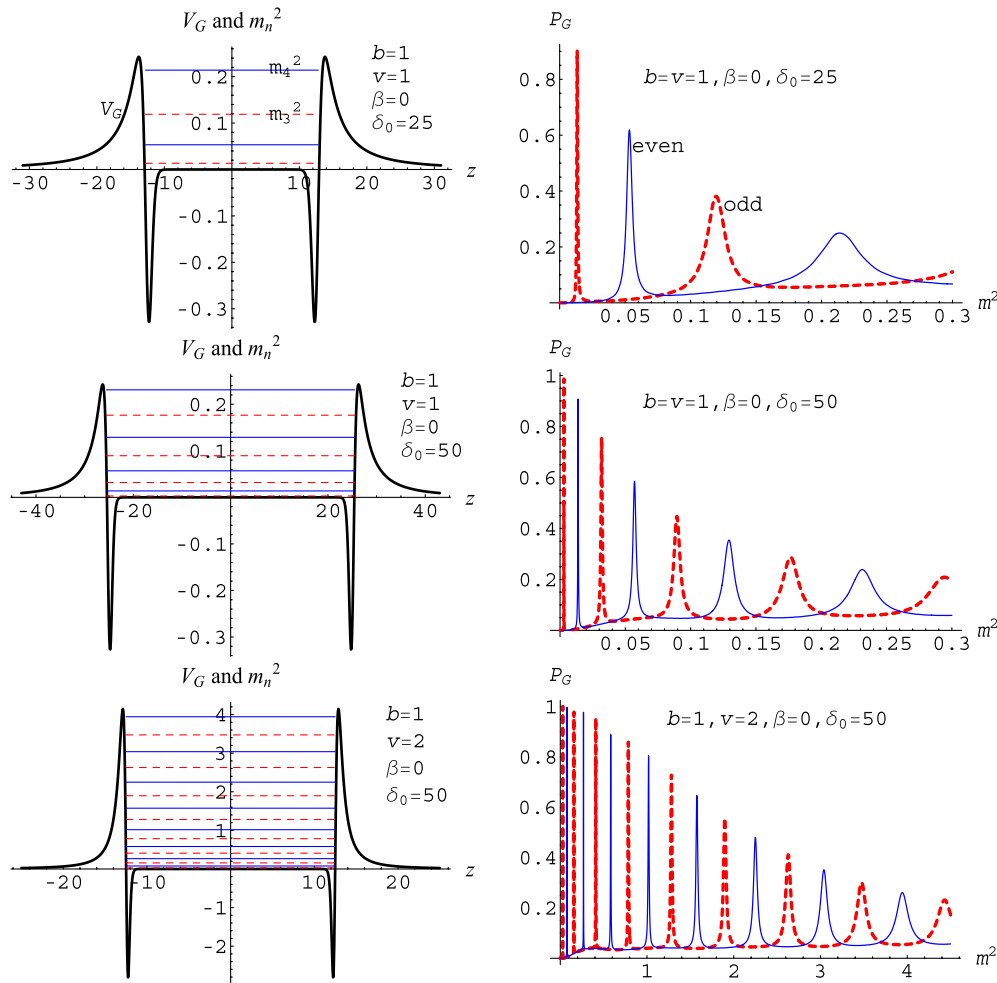 V_G and m_n^2
b=1
v=1
β=0
δ_0=25
m_4^2
m_3^2
V_G
0.2
0.1
-0.1
-0.2
-0.3
-30 -20 -10 0 10 20 30 z
P_G
b=v=1,β=0,δ_0=25
even
odd
0.8
0.6
0.4
0.2
0.05 0.1 0.15 0.2 0.25 0.3 m^2
V_G and m_n^2
b=1
v=1
β=0
δ_0=50
0.2
0.1
-0.1
-0.2
-0.3
-40 -20 0 20 40 z
P_G
b=v=1,β=0,δ_0=50
1
0.8
0.6
0.4
0.2
0.05 0.1 0.15 0.2 0.25 0.3 m^2
V_G and m_n^2
b=1
v=2
β=0
δ_0=50
4
3
2
1
-1
-2
-20 -10 0 10 20 z
P_G
b=1,v=2,β=0,δ_0=50
1
0.8
0.6
0.4
0.2
1 2 3 4 m^2